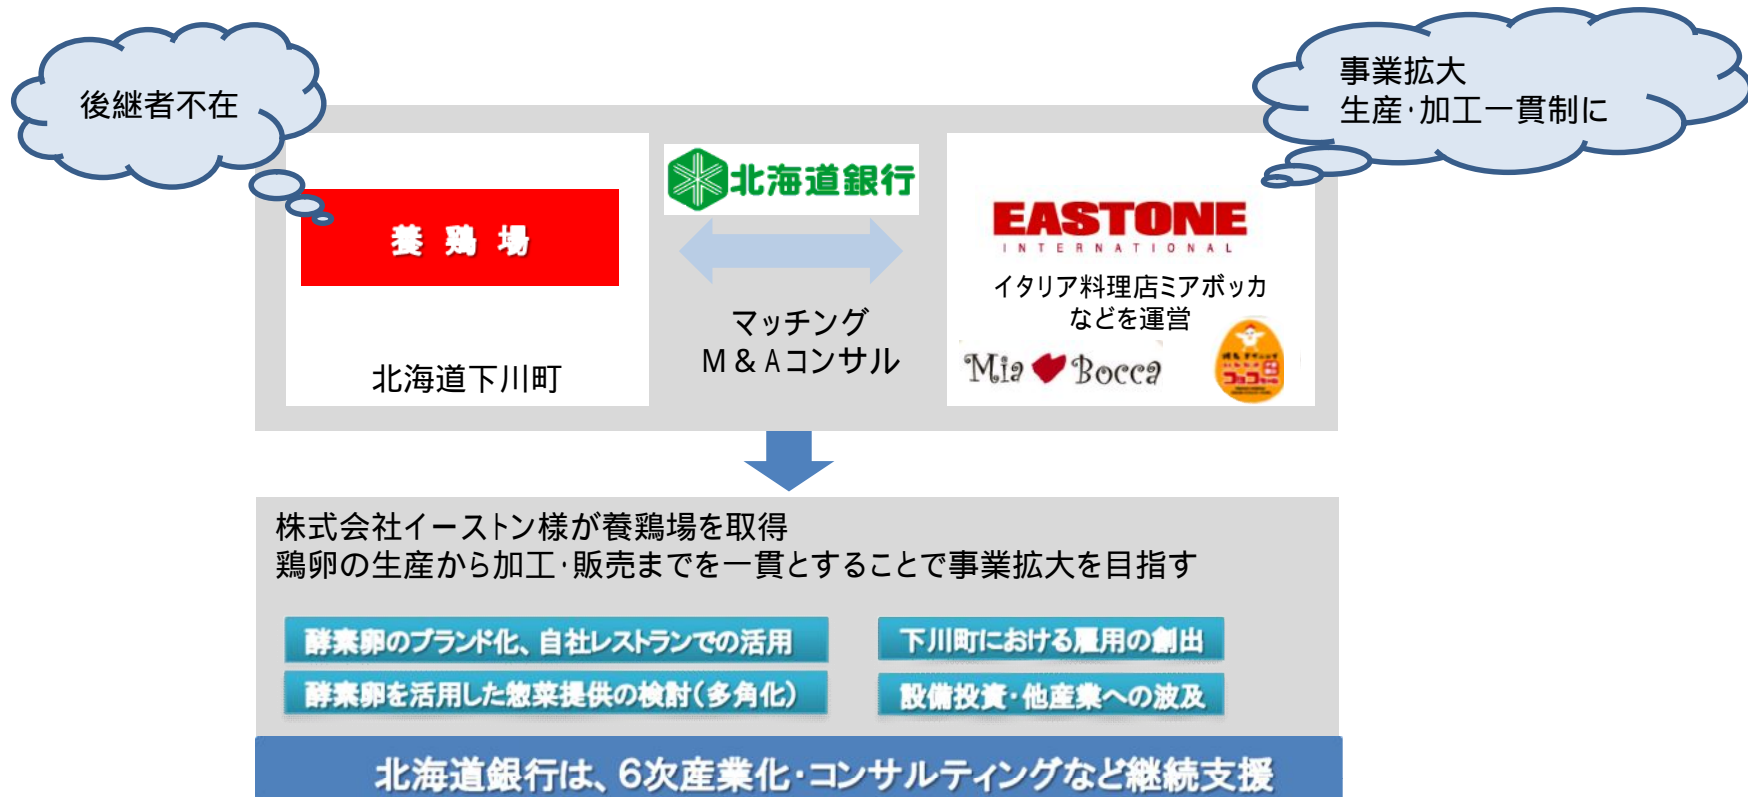 後継者不在
事業拡大
生産・加工一貫制に
養 鶏 場
北海道下川町
北海道銀行
マッチング
M & Aコンサル
EASTONE
INTERNATIONAL
イタリア料理店ミアボッカ
などを運営
Mia Bocca
コッコ
株式会社イーストン様が養鶏場を取得
鶏卵の生産から加工・販売までを一貫とすることで事業拡大を目指す
酵素卵のブランド化、自社レストランでの活用
下川町における雇用の創出
酵素卵を活用した惣菜提供の検討(多角化)
設備投資・他産業への波及
北海道銀行は、6次産業化・コンサルティングなど継続支援